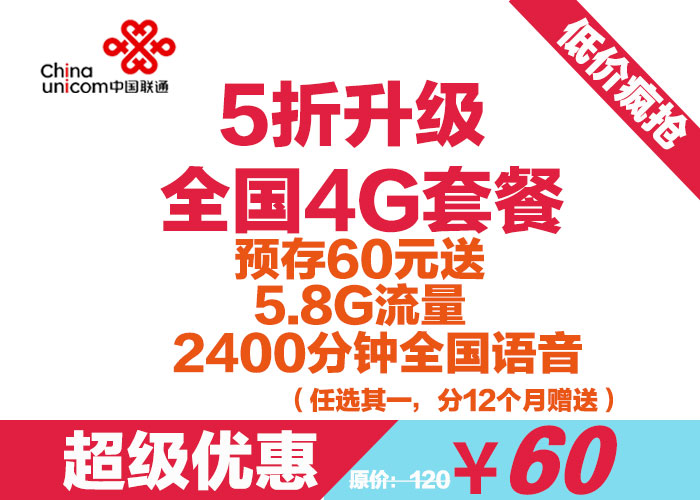 China
unicom中国联通
低价疯抢
5折升级
全国4G套餐
预存60元送
5.8G流量
2400分钟全国语音
（任选其一，分12个月赠送）
超级优惠
原价：120
￥60